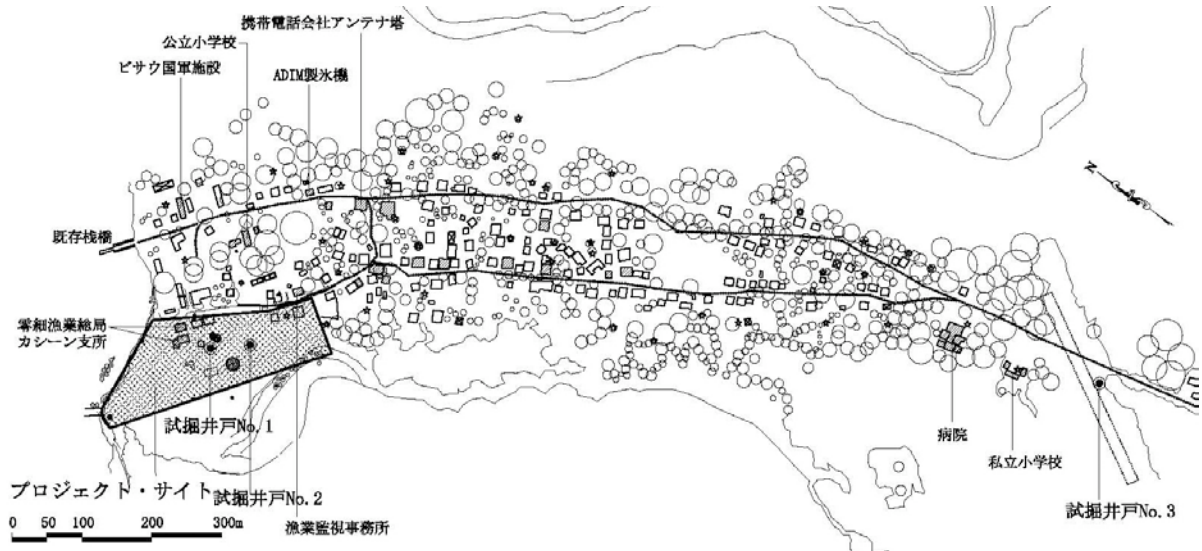 携帯電話会社アンテナ塔
公立小学校
ビサウ国軍施設
ADIM製氷機
N
既存桟橋
零細漁業総局
カシーン支所
試掘井戸No.1
病院
私立小学校
プロジェクト・サイト
試掘井戸No.2
試掘井戸No.3
漁業監視事務所
0 50 100 200 300m